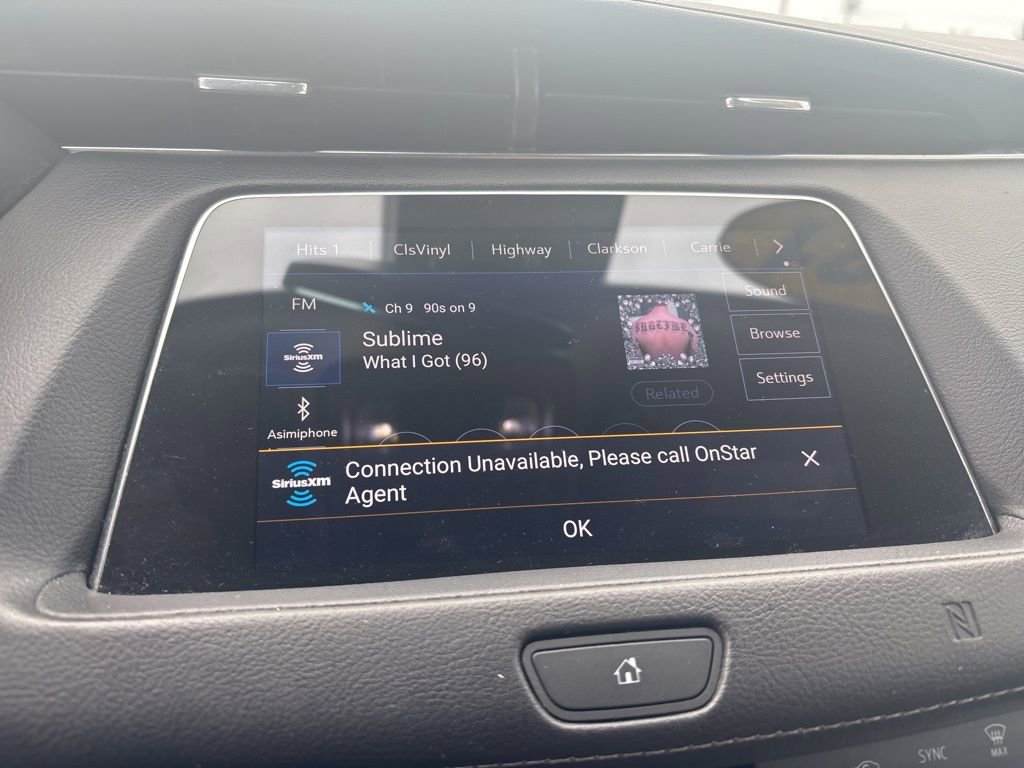 Hits 1 ClsVinyl Highway Clarkson Carrie
FM
Ch 9 90s on 9
Sound
SiriusXM
Sublime
What I Got (96)
SUBLIME
Browse
Related
Settings
Asimiphone
SiriusXM
Connection Unavailable, Please call OnStar
Agent
OK
SYNC
MAX